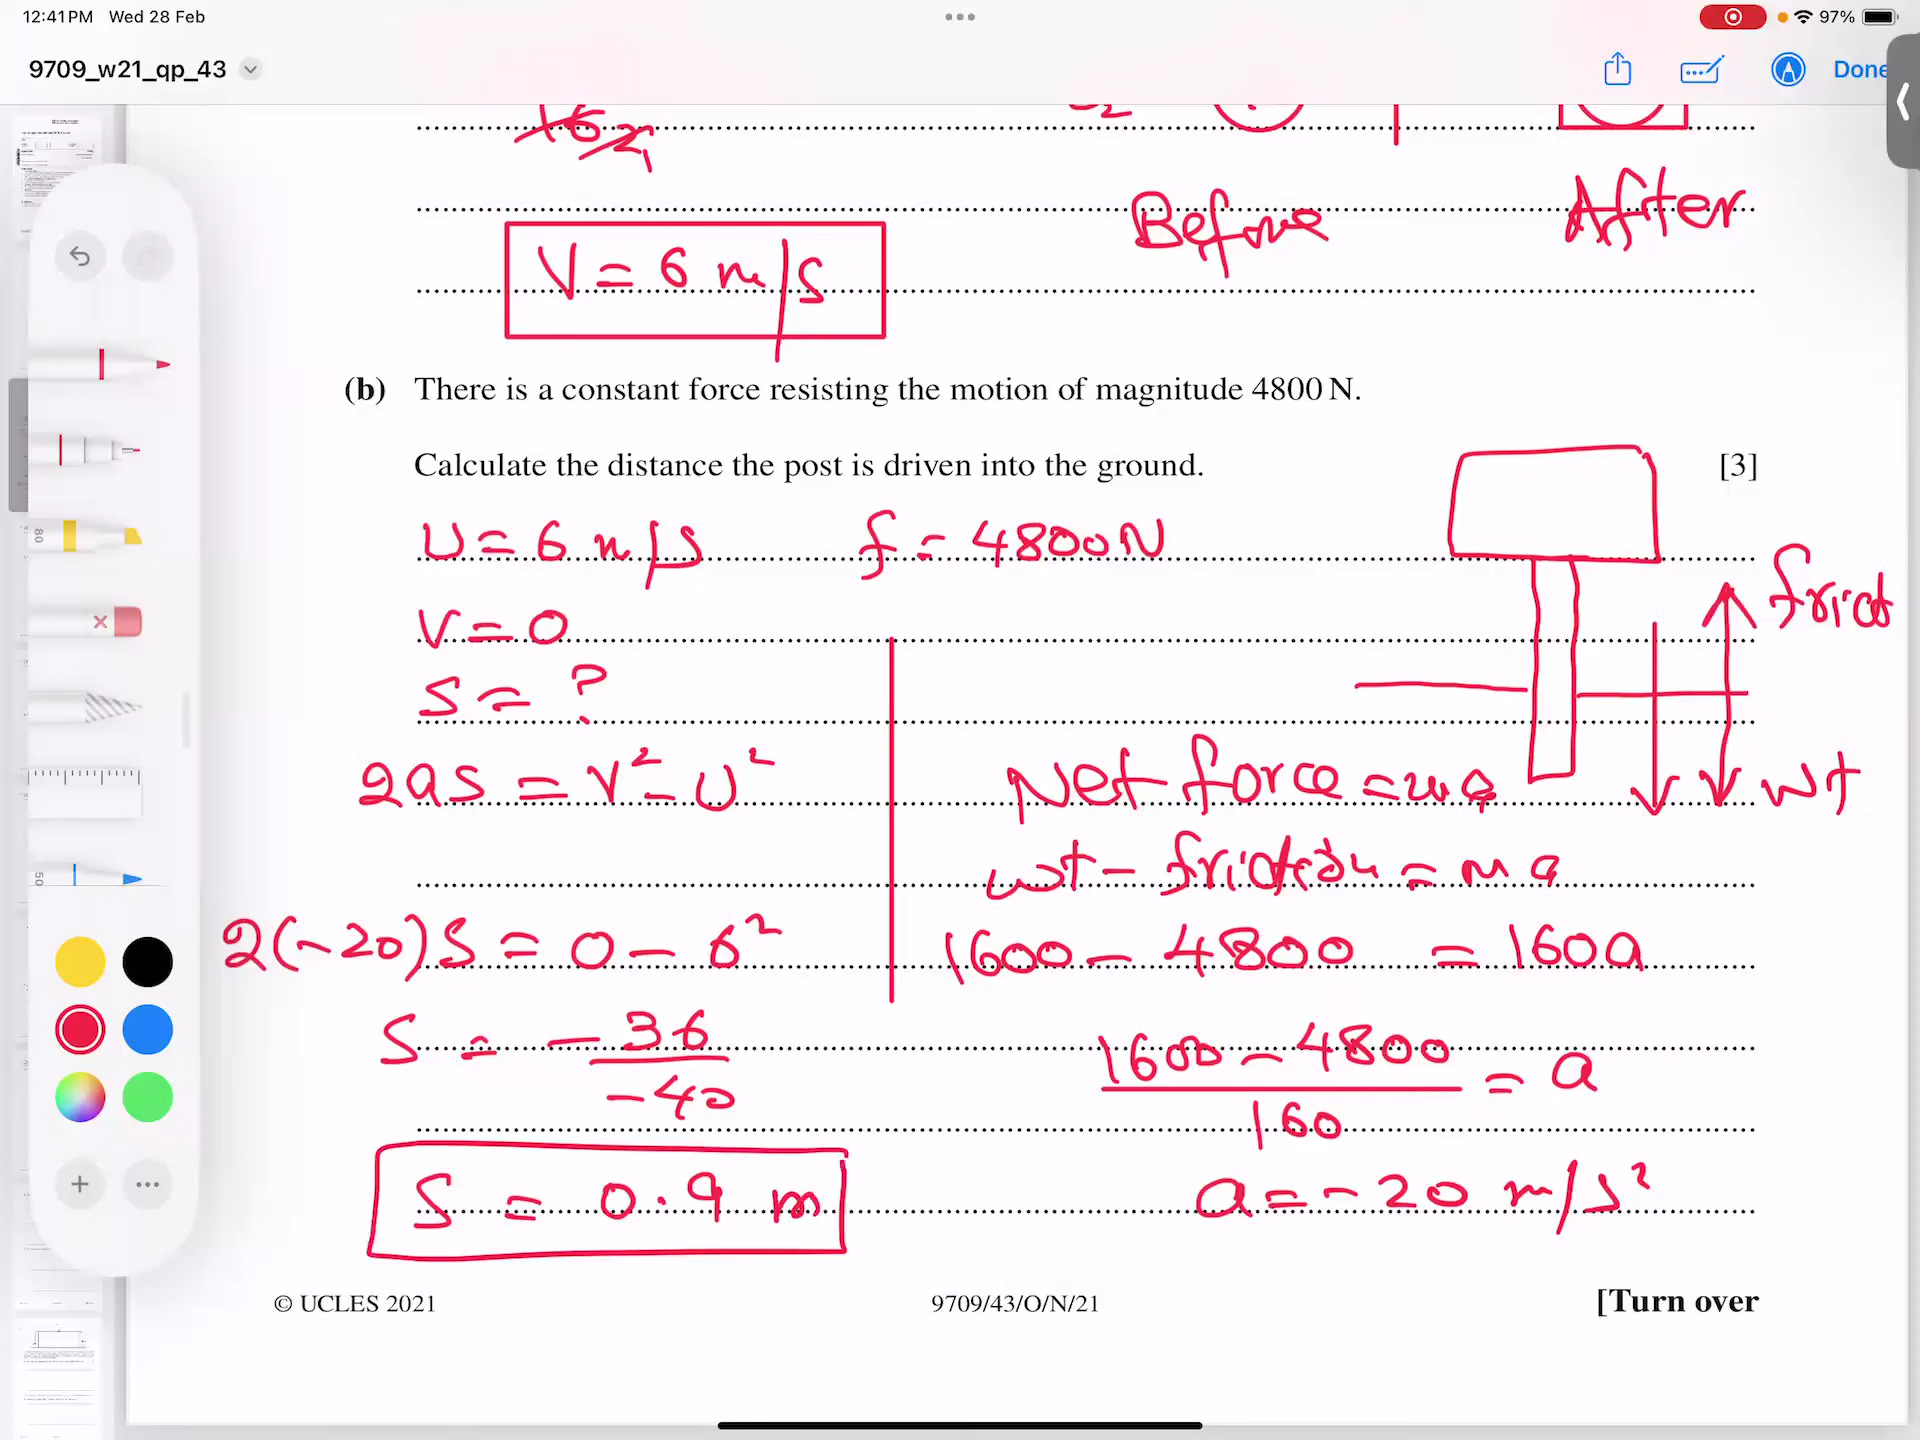 12:41 PM Wed 28 Feb
97%
9709_w21_qp_43
Done
Before
After
V = 6 m/s
(b) There is a constant force resisting the motion of magnitude 4800 N.
Calculate the distance the post is driven into the ground. [3]
U = 6 m/s f = 4800N
V = 0
S = ?
frict
wt
2as = V² - U²
Net force = ma
wt - friction = ma
2(-20)S = 0 - 6²
1600 - 4800 = 160a
S = -36/-40
1600 - 4800/160 = a
S = 0.9 m
a = -20 m/s²
80
50
© UCLES 2021 9709/43/O/N/21 [Turn over